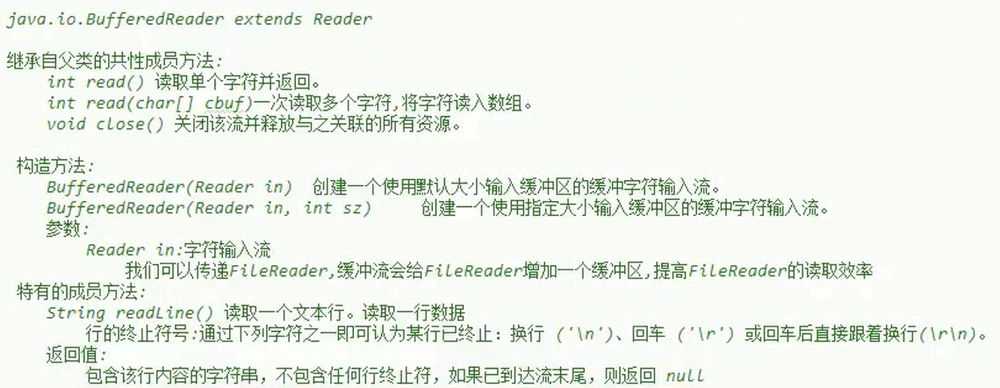 java.io.BufferedReader extends Reader
继承自父类的共性成员方法:
int read() 读取单个字符并返回。
int read(char[] cbuf)一次读取多个字符,将字符读入数组。
void close() 关闭该流并释放与之关联的所有资源。
构造方法:
BufferedReader(Reader in) 创建一个使用默认大小输入缓冲区的缓冲字符输入流。
BufferedReader(Reader in, int sz) 创建一个使用指定大小输入缓冲区的缓冲字符输入流。
参数:
Reader in:字符输入流
我们可以传递FileReader,缓冲流会给FileReader增加一个缓冲区,提高FileReader的读取效率
特有的成员方法:
String readLine() 读取一个文本行。读取一行数据
行的终止符号:通过下列字符之一即可认为某行已终止：换行 ('\n')、回车 ('\r') 或回车后直接跟着换行(\r\n)。
返回值:
包含该行内容的字符串，不包含任何行终止符，如果已到达流末尾，则返回 null